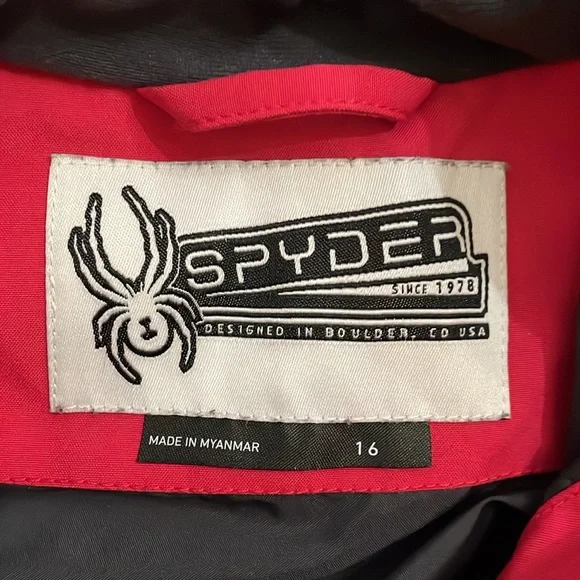 SPYDER
SINCE 1978
DESIGNED IN BOULDER, CO USA
MADE IN MYANMAR 16